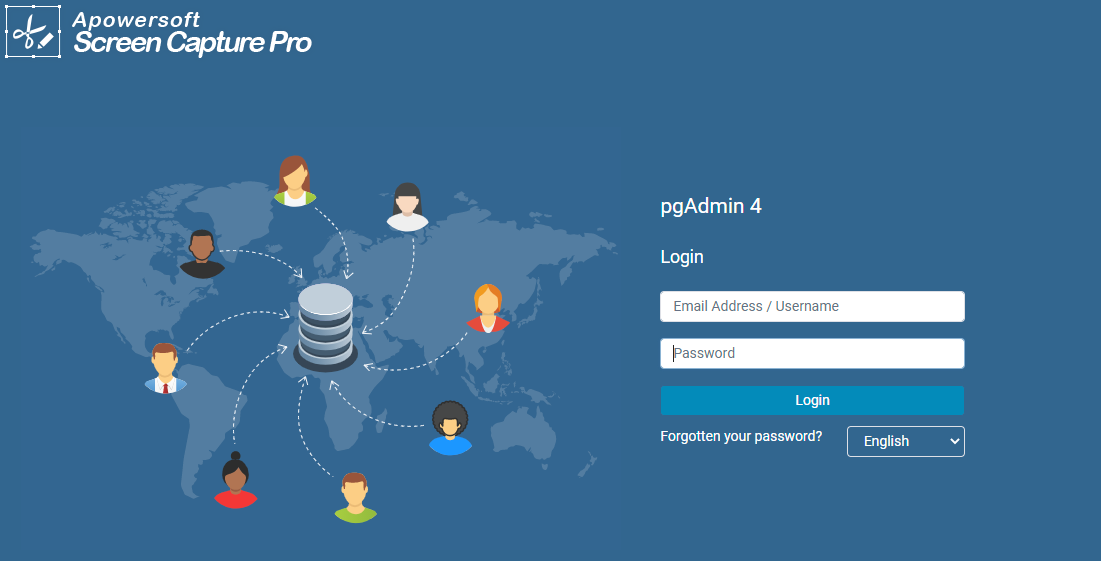 Apowersoft
Screen Capture Pro
pgAdmin 4
Login
Email Address / Username
Password
Login
Forgotten your password?
English